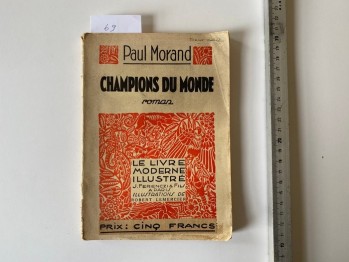 69
Paul Morand
CHAMPIONS DU MONDE
roman
LE LIVRE
MODERNE
ILLUSTRÉ
J. FERENCZI & FILS
A PARIS
ILLUSTRATIONS DE
ROBERT LEMERCIER
PRIX : CINQ FRANCS